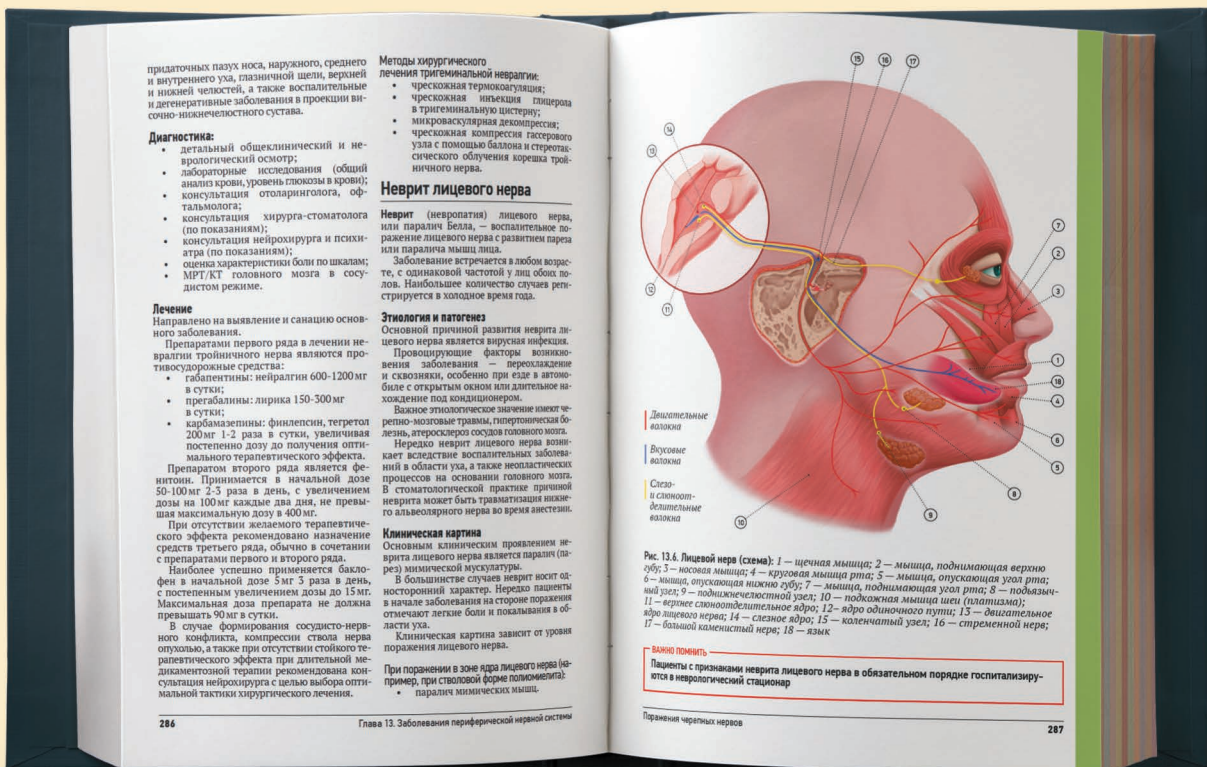 придаточных пазух носа, наружного, среднего
и внутреннего уха, глазничной щели, верхней
и нижней челюстей, а также воспалительные
и дегенеративные заболевания в проекции ви-
сочно-нижнечелюстного сустава.
Диагностика:
• детальный общеклинический и не-
врологический осмотр;
• лабораторные исследования (общий
анализ крови, уровень глюкозы в крови);
• консультация отоларинголога, оф-
тальмолога;
• консультация хирурга-стоматолога
(по показаниям);
• консультация нейрохирурга и психи-
атра (по показаниям);
• оценка характеристики боли по шкалам;
• МРТ/КТ головного мозга в сосу-
дистом режиме.
Лечение
Направлено на выявление и санацию основ-
ного заболевания.
Препаратами первого ряда в лечении не-
вралгии тройничного нерва являются про-
тивосудорожные средства:
• габапентины: нейралгин 600-1200 мг
в сутки;
• прегабалины: лирика 150-300 мг
в сутки;
• карбамазепины: финлепсин, тегретол
200 мг 1-2 раза в сутки, увеличивая
постепенно дозу до получения опти-
мального терапевтического эффекта.
Препаратом второго ряда является фе-
нитоин. Принимается в начальной дозе
50-100 мг 2-3 раза в день, с увеличением
дозы на 100 мг каждые два дня, не превы-
шая максимальную дозу в 400 мг.
При отсутствии желаемого терапевтиче-
ского эффекта рекомендовано назначение
средств третьего ряда, обычно в сочетании
с препаратами первого и второго ряда.
Наиболее успешно применяется бакло-
фен в начальной дозе 5 мг 3 раза в день,
с постепенным увеличением дозы до 15 мг.
Максимальная доза препарата не должна
превышать 90 мг в сутки.
В случае формирования сосудисто-нерв-
ного конфликта, компрессии ствола нерва
опухолью, а также при отсутствии стойкого те-
рапевтического эффекта при длительной ме-
дикаментозной терапии рекомендована кон-
сультация нейрохирурга с целью выбора опти-
мальной тактики хирургического лечения.
Методы хирургического
лечения тригеминальной невралгии:
• чрескожная термокоагуляция;
• чрескожная инъекция глицерола
в тригеминальную цистерну;
• микроваскулярная декомпрессия;
• чрескожная компрессия гассерового
узла с помощью баллона и стереотак-
сического облучения корешка трой-
ничного нерва.
Неврит лицевого нерва
Неврит (невропатия) лицевого нерва,
или паралич Белла, — воспалительное по-
ражение лицевого нерва с развитием пареза
или паралича мышц лица.
Заболевание встречается в любом возрас-
те, с одинаковой частотой у лиц обоих по-
лов. Наибольшее количество случаев реги-
стрируется в холодное время года.
Этиология и патогенез
Основной причиной развития неврита ли-
цевого нерва является вирусная инфекция.
Провоцирующие факторы возникно-
вения заболевания — переохлаждение
и сквозняки, особенно при езде в автомо-
биле с открытым окном или длительное на-
хождение под кондиционером.
Важное этиологическое значение имеют че-
репно-мозговые травмы, гипертоническая бо-
лезнь, атеросклероз сосудов головного мозга.
Нередко неврит лицевого нерва возни-
кает вследствие воспалительных заболева-
ний в области уха, а также неопластических
процессов на основании головного мозга.
В стоматологической практике причиной
неврита может быть травматизация нижне-
го альвеолярного нерва во время анестезии.
Клиническая картина
Основным клиническим проявлением не-
врита лицевого нерва является паралич (па-
рез) мимической мускулатуры.
В большинстве случаев неврит носит од-
носторонний характер. Нередко пациенты
в начале заболевания на стороне поражения
отмечают легкие боли и покалывания в об-
ласти уха.
Клиническая картина зависит от уровня
поражения лицевого нерва.
При поражении в зоне ядра лицевого нерва (на-
пример, при стволовой форме полиомиелита):
• паралич мимических мышц.
286
Глава 13. Заболевания периферической нервной системы
15
16
17
14
13
12
11
7
2
3
1
18
4
6
5
8
9
10
Двигательные
волокна
Вкусовые
волокна
Слезо-
и слюноот-
делительные
волокна
Рис. 13.6. Лицевой нерв (схема): 1 — щечная мышца; 2 — мышца, поднимающая верхнюю
губу; 3 — носовая мышца; 4 — круговая мышца рта; 5 — мышца, опускающая угол рта;
6 — мышца, опускающая нижню губу; 7 — мышца, поднимающая угол рта; 8 — подъязыч-
ный узел; 9 — поднижнечелюстной узел; 10 — подкожная мышца шеи (платизма);
11 — верхнее слюноотделительное ядро; 12– ядро одиночного пути; 13 — двигательное
ядро лицевого нерва; 14 — слезное ядро; 15 — коленчатый узел; 16 — стременной нерв;
17 — большой каменистый нерв; 18 — язык
ВАЖНО ПОМНИТЬ
Пациенты с признаками неврита лицевого нерва в обязательном порядке госпитализиру-
ются в неврологический стационар
Поражения черепных нервов
287